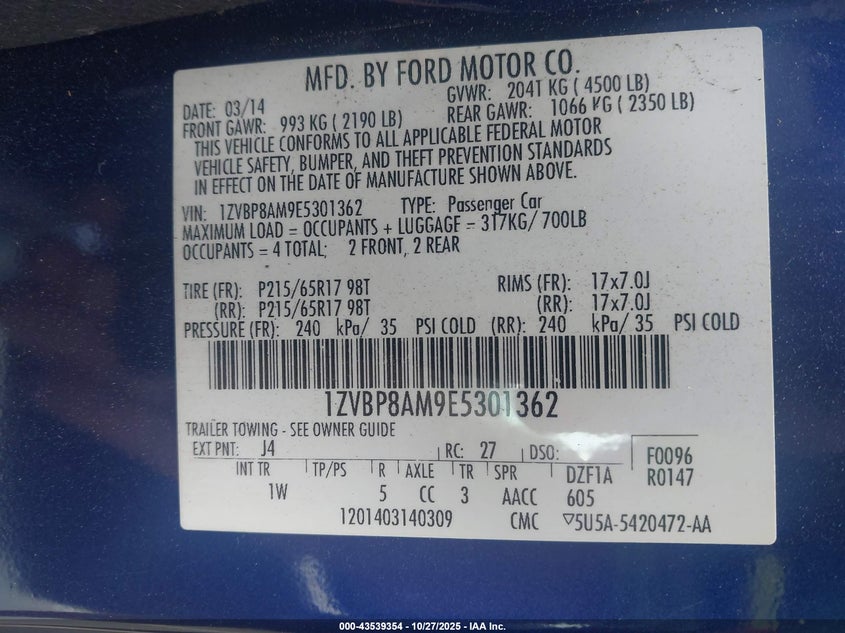 MFD. BY FORD MOTOR CO.
DATE: 03/14 GVWR: 2041 KG ( 4500 LB)
FRONT GAWR: 993 KG ( 2190 LB) REAR GAWR: 1066 KG ( 2350 LB)
THIS VEHICLE CONFORMS TO ALL APPLICABLE FEDERAL MOTOR
VEHICLE SAFETY, BUMPER, AND THEFT PREVENTION STANDARDS
IN EFFECT ON THE DATE OF MANUFACTURE SHOWN ABOVE.
VIN: 1ZVBP8AM9E5301362 TYPE: Passenger Car
MAXIMUM LOAD = OCCUPANTS + LUGGAGE = 317KG/ 700LB
OCCUPANTS = 4 TOTAL; 2 FRONT, 2 REAR
TIRE (FR): P215/65R17 98T RIMS (FR): 17x7.0J
(RR): P215/65R17 98T (RR): 17x7.0J
PRESSURE (FR): 240 kPa/ 35 PSI COLD (RR): 240 kPa/ 35 PSI COLD
1ZVBP8AM9E5301362
TRAILER TOWING - SEE OWNER GUIDE
EXT PNT: J4 RC: 27 DSO: F0096
INT TR TP/PS R AXLE TR SPR DZF1A R0147
1W 5 CC 3 AACC 605
1201403140309 CMC ▽5U5A-5420472-AA
000-43539354 - 10/27/2025 - IAA Inc.